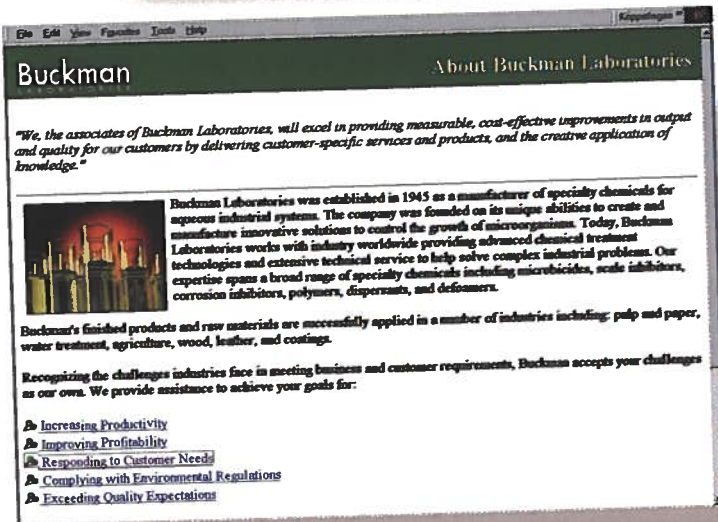 File Edit View Favorites Tools Help
Buckman
LABORATORIES
About Buckman Laboratories
"We, the associates of Buckman Laboratories, will excel in providing measurable, cost-effective improvements in output
and quality for our customers by delivering customer-specific services and products, and the creative application of
knowledge."
Buckman Laboratories was established in 1945 as a manufacturer of specialty chemicals for
aqueous industrial systems. The company was founded on its unique abilities to create and
manufacture innovative solutions to control the growth of microorganisms. Today, Buckman
Laboratories works with industry worldwide providing advanced chemical treatment
technologies and extensive technical service to help solve complex industrial problems. Our
expertise spans a broad range of specialty chemicals including microbicides, scale inhibitors,
corrosion inhibitors, polymers, dispersants, and defoamers.
Buckman's finished products and raw materials are successfully applied in a number of industries including: pulp and paper,
water treatment, agriculture, wood, leather, and coatings.
Recognizing the challenges industries face in meeting business and customer requirements, Buckman accepts your challenges
as our own. We provide assistance to achieve your goals for:
Increasing Productivity
Improving Profitability
Responding to Customer Needs
Complying with Environmental Regulations
Exceeding Quality Expectations